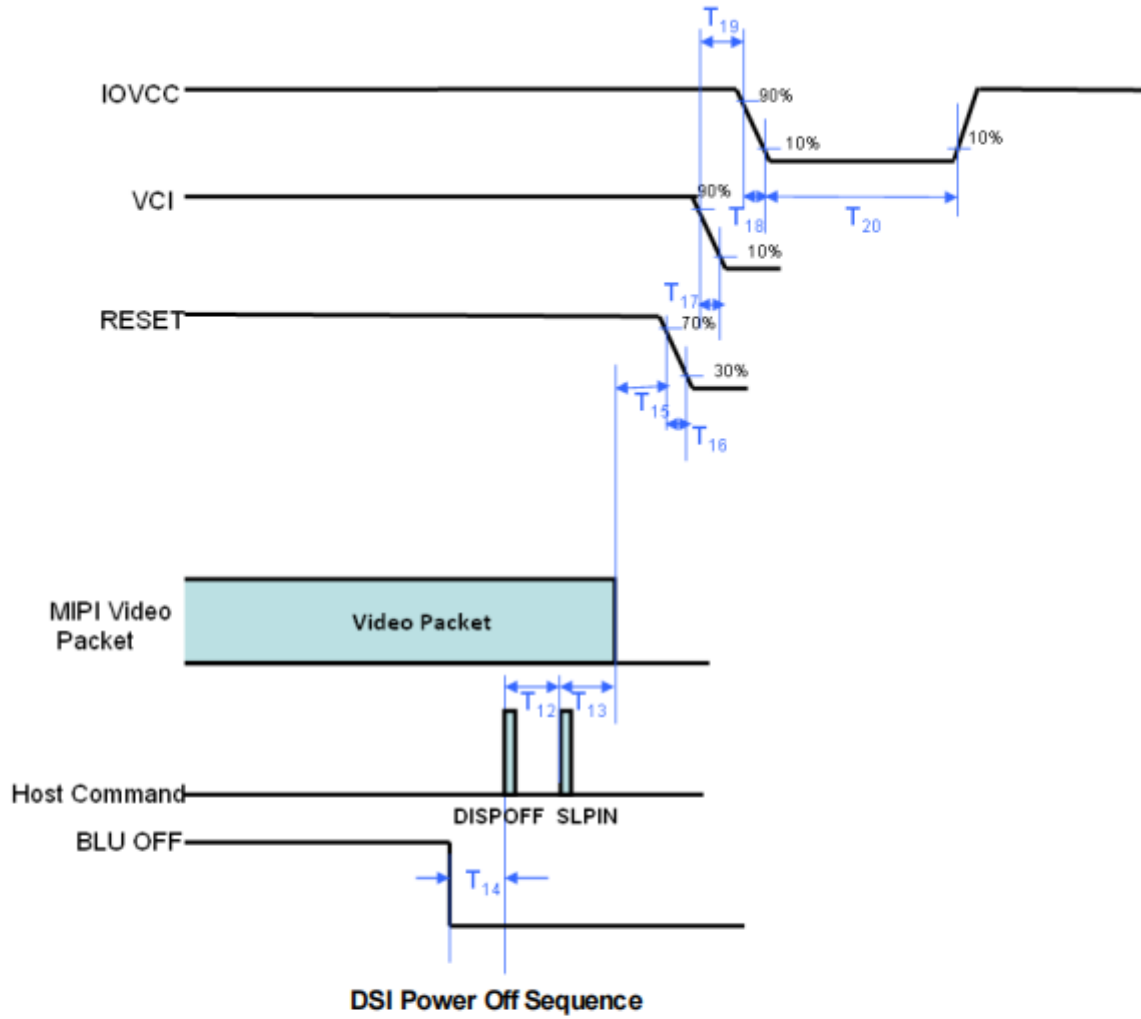 T19
IOVCC
90%
10%
10%
VCI
90%
T18
T20
10%
T17
RESET
70%
30%
T15
T16
MIPI Video
Packet
Video Packet
T12
T13
Host Command
DISPOFF
SLPIN
BLU OFF
T14
DSI Power Off Sequence